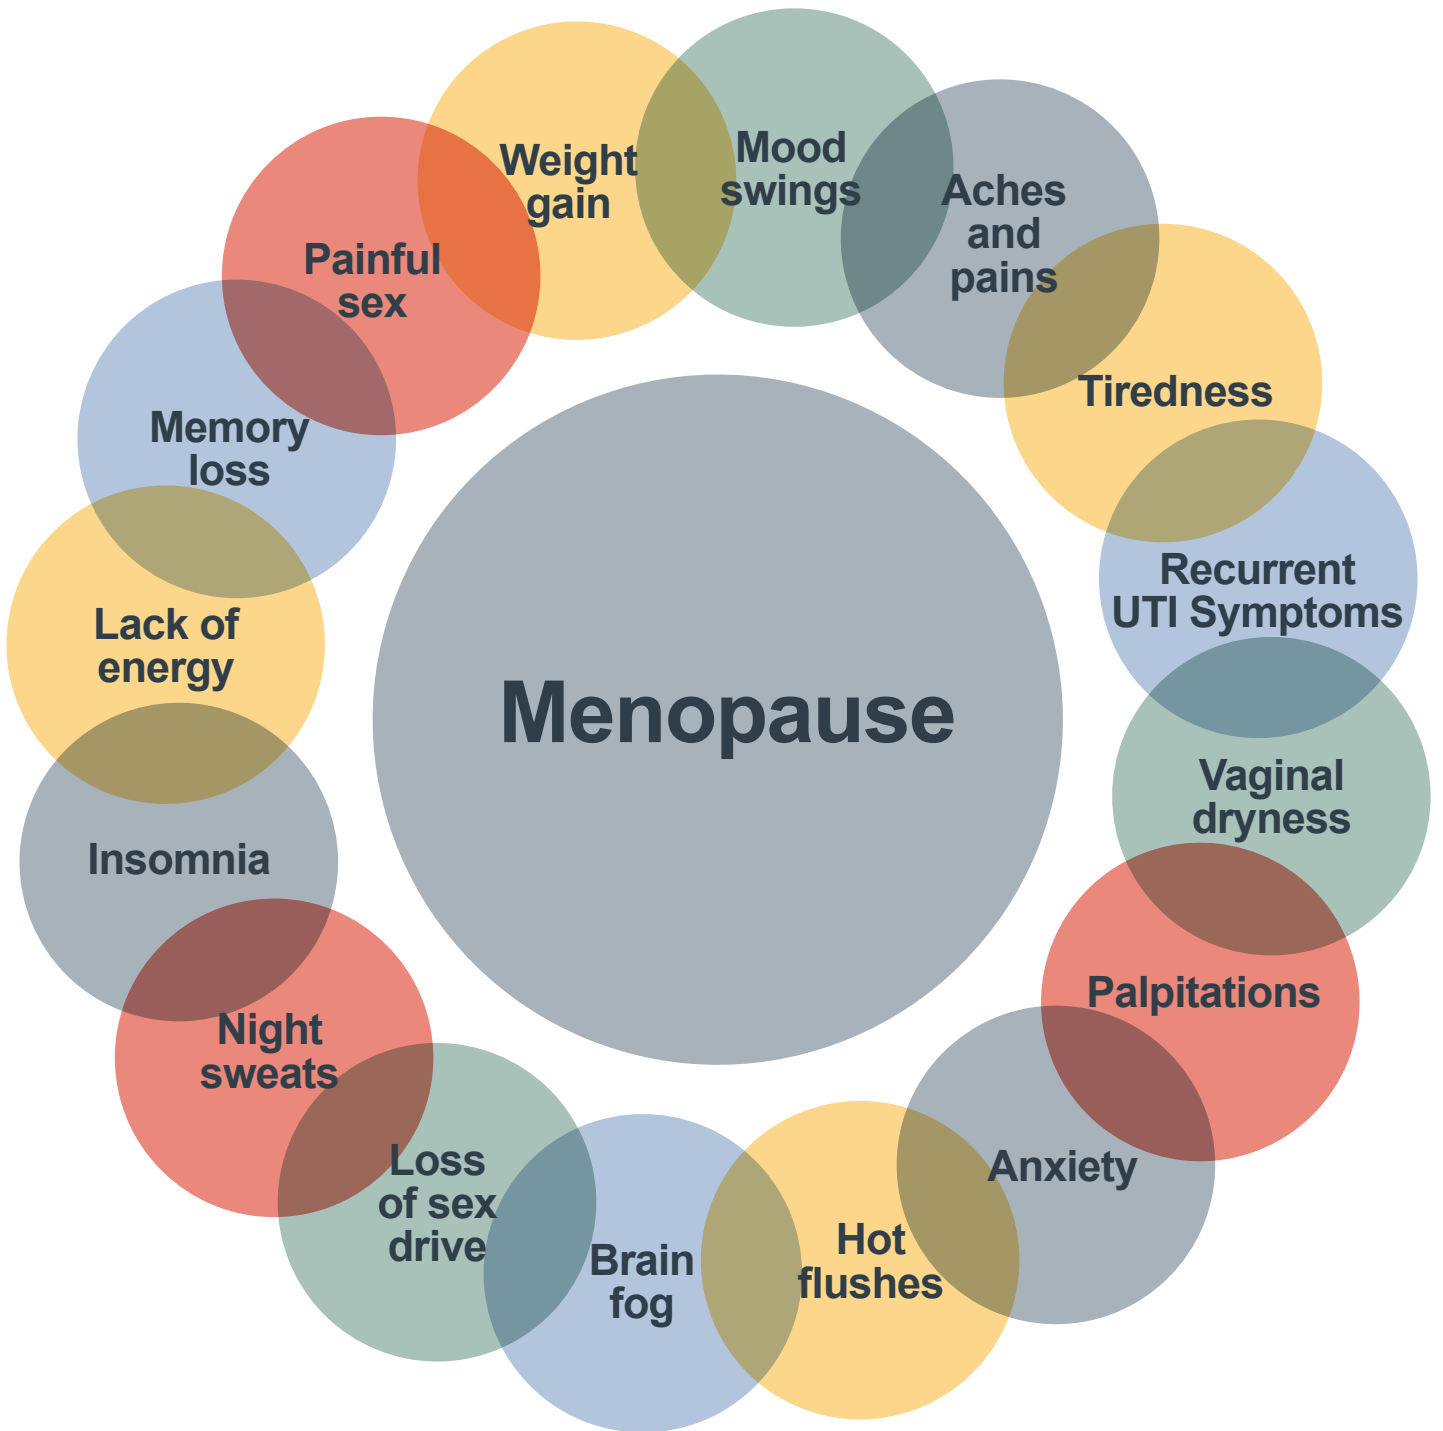 Mood
swings
Aches
and
pains
Tiredness
Recurrent
UTI Symptoms
Vaginal
dryness
Palpitations
Anxiety
Hot
flushes
Brain
fog
Loss
of sex
drive
Night
sweats
Insomnia
Lack of
energy
Memory
loss
Painful
sex
Weight
gain
Menopause